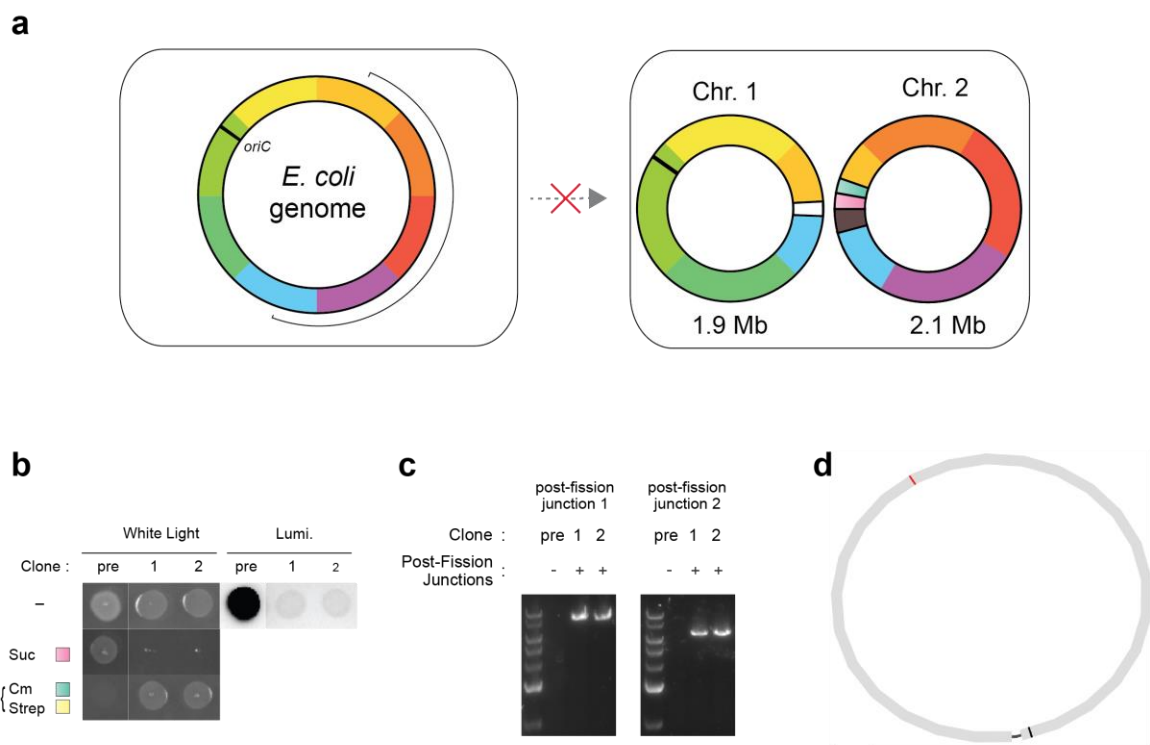 a
oriC
E. coli
genome
Chr. 1
Chr. 2
1.9 Mb
2.1 Mb
b
White Light
Lumi.
Clone :
pre
1
2
pre
1
2
–
Suc
Cm
Strep
c
post-fission
junction 1
post-fission
junction 2
Clone :
pre 1 2
pre 1 2
Post-Fission
Junctions :
- + +
- + +
d